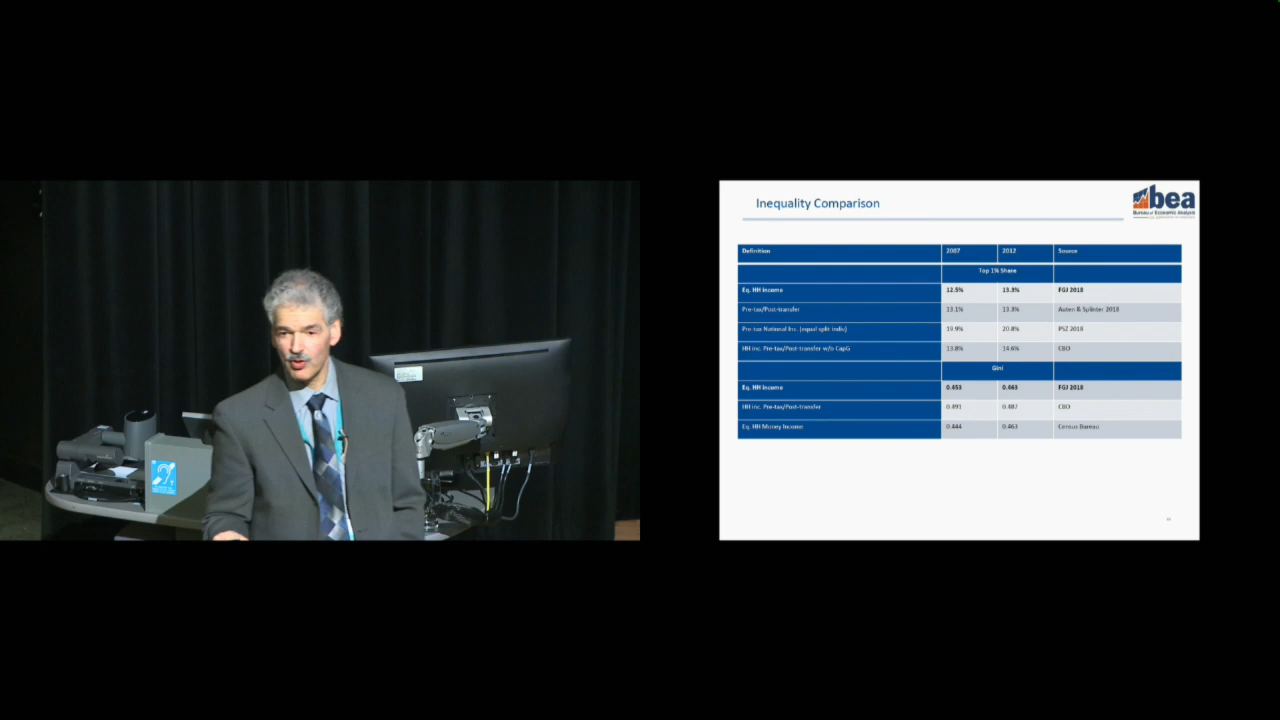 Inequality Comparison
bea
Bureau of Economic Analysis
Definition 2007 2012 Source
Top 1% Share
Eq. HH Income 12.5% 13.3% FGJ 2018
Pre-tax/Post-transfer 13.1% 13.3% Auten & Splinter 2018
Pre-tax National Inc. (equal split indiv) 19.9% 20.8% PSZ 2018
HH inc. Pre-tax/Post-transfer w/o CapG 13.8% 14.6% CBO
Gini
Eq. HH Income 0.453 0.463 FGJ 2018
HH inc. Pre-tax/Post-transfer 0.491 0.487 CBO
Eq. HH Money Income 0.444 0.463 Census Bureau